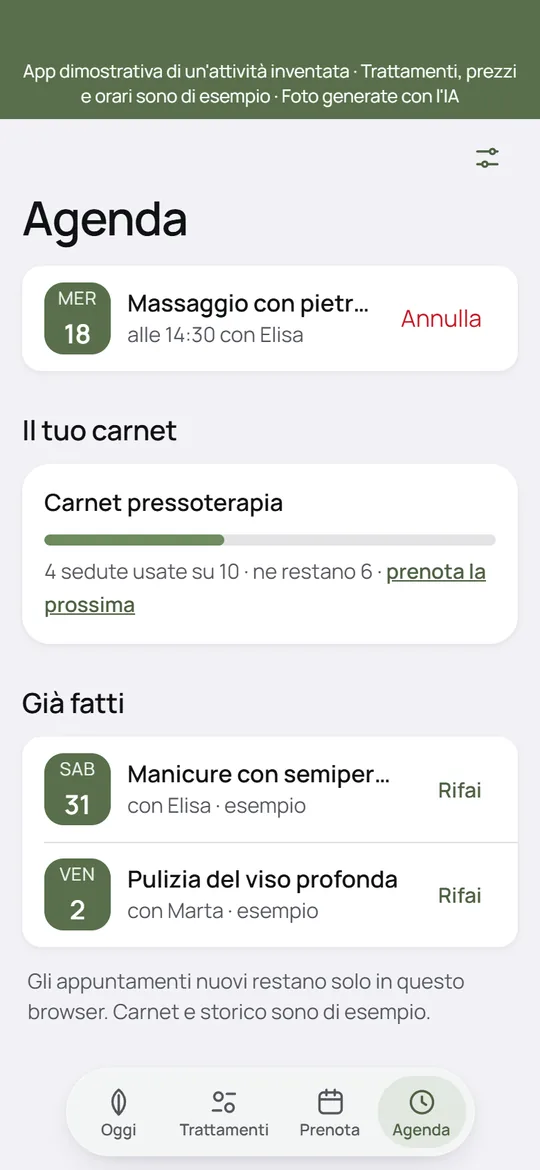 App dimostrativa di un'attività inventata · Trattamenti, prezzi
e orari sono di esempio · Foto generate con l'IA
Agenda
MER
18
Massaggio con pietr...
alle 14:30 con Elisa
Annulla
Il tuo carnet
Carnet pressoterapia
4 sedute usate su 10 · ne restano 6 · prenota la
prossima
Già fatti
SAB
31
Manicure con semiper...
con Elisa · esempio
Rifai
VEN
2
Pulizia del viso profonda
con Marta · esempio
Rifai
Gli appuntamenti nuovi restano solo in questo
browser. Carnet e storico sono di esempio.
Oggi
Trattamenti
Prenota
Agenda